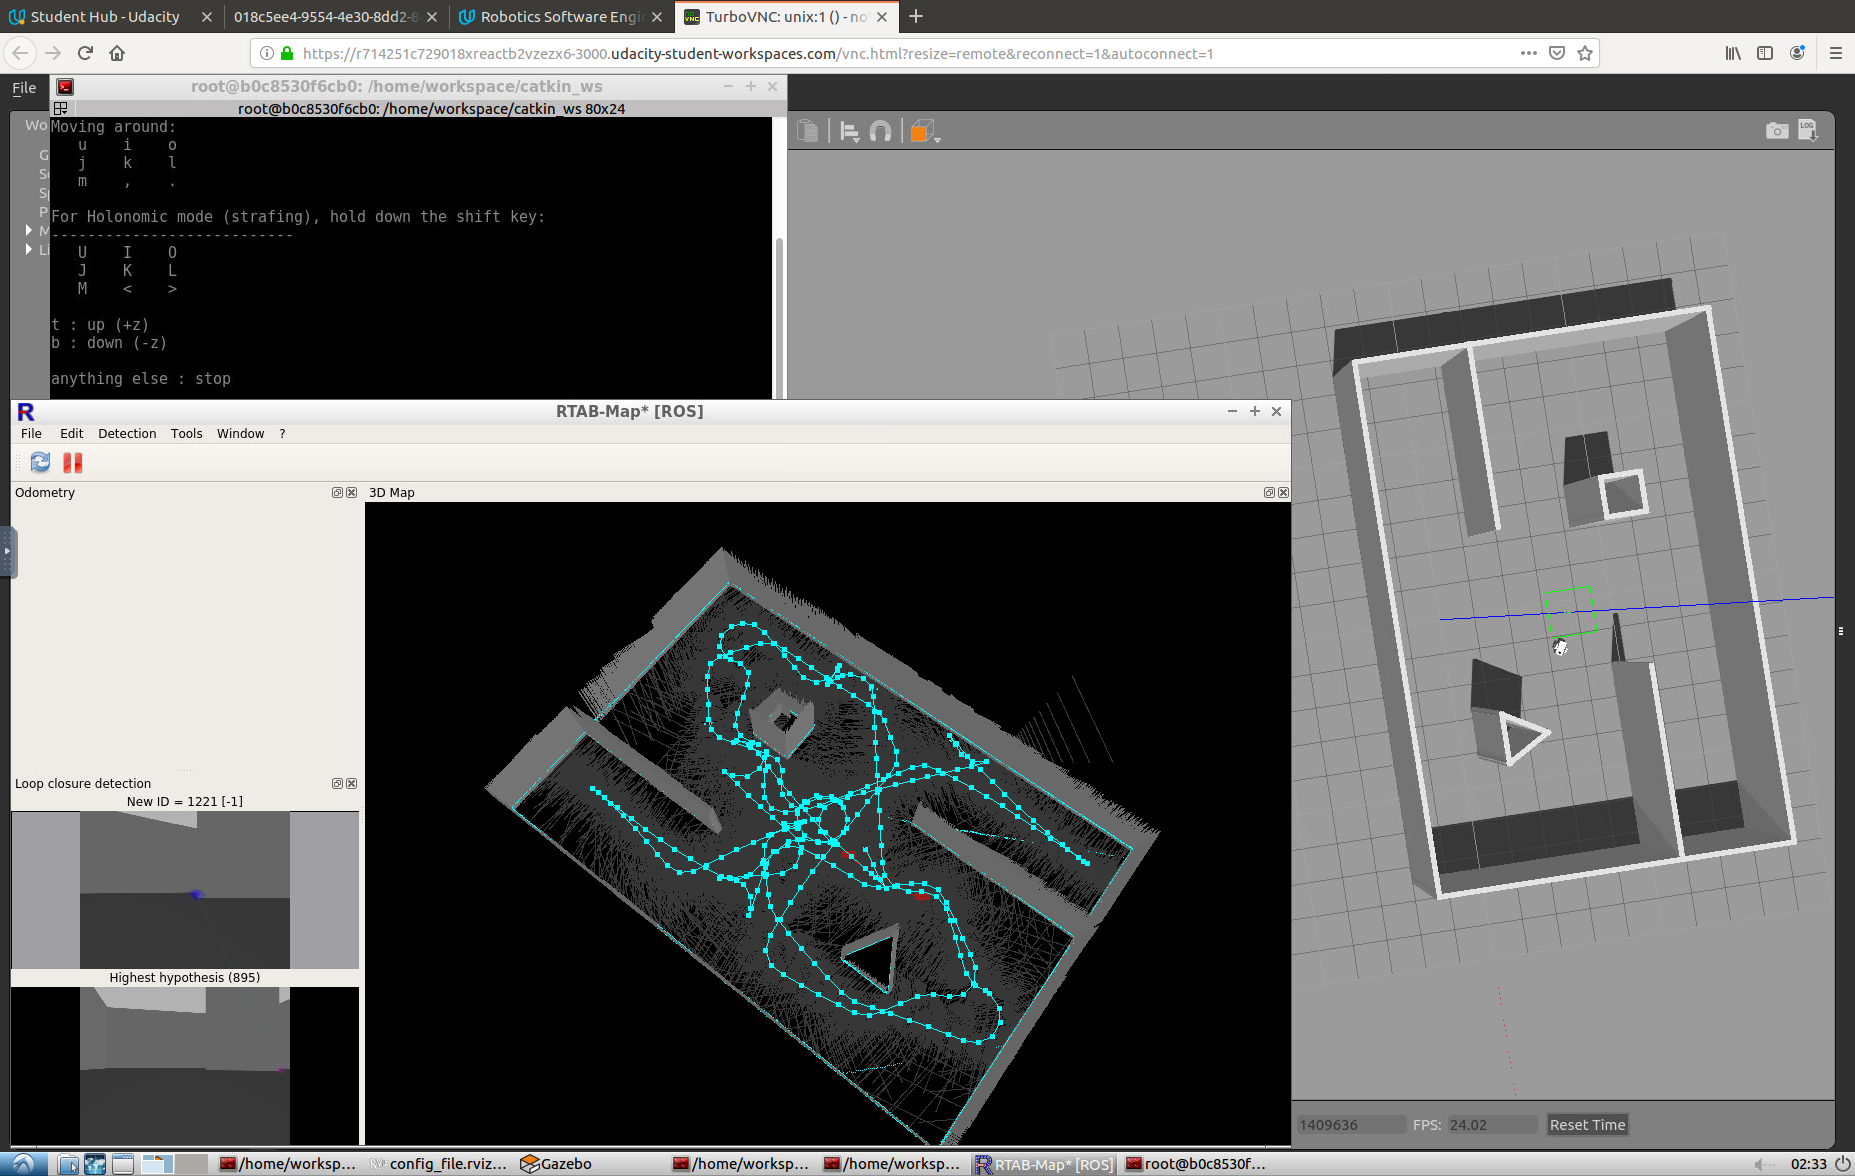 Student Hub - Udacity
018c5ee4-9554-4e30-8dd2-8
Robotics Software Engi
TurboVNC: unix:1 () - no
https://r714251c729018xreactb2vzezx6-3000.udacity-student-workspaces.com/vnc.html?resize=remote&reconnect=1&autoconnect=1
File
root@b0c8530f6cb0: /home/workspace/catkin_ws
root@b0c8530f6cb0: /home/workspace/catkin_ws 80x24
Wo
G
S
Sp
P
M
Li
LOG
Moving around:
u i o
j k l
m , .
For Holonomic mode (strafing), hold down the shift key:
---------------------------
U I O
J K L
M < >
t : up (+z)
b : down (-z)
anything else : stop
RTAB-Map* [ROS]
File Edit Detection Tools Window ?
Odometry
3D Map
Loop closure detection
New ID = 1221 [-1]
Highest hypothesis (895)
1409636 FPS: 24.02 Reset Time
/home/worksp... config_file.rviz... Gazebo /home/worksp... /home/worksp... RTAB-Map* [ROS] root@b0c8530f... 02:33